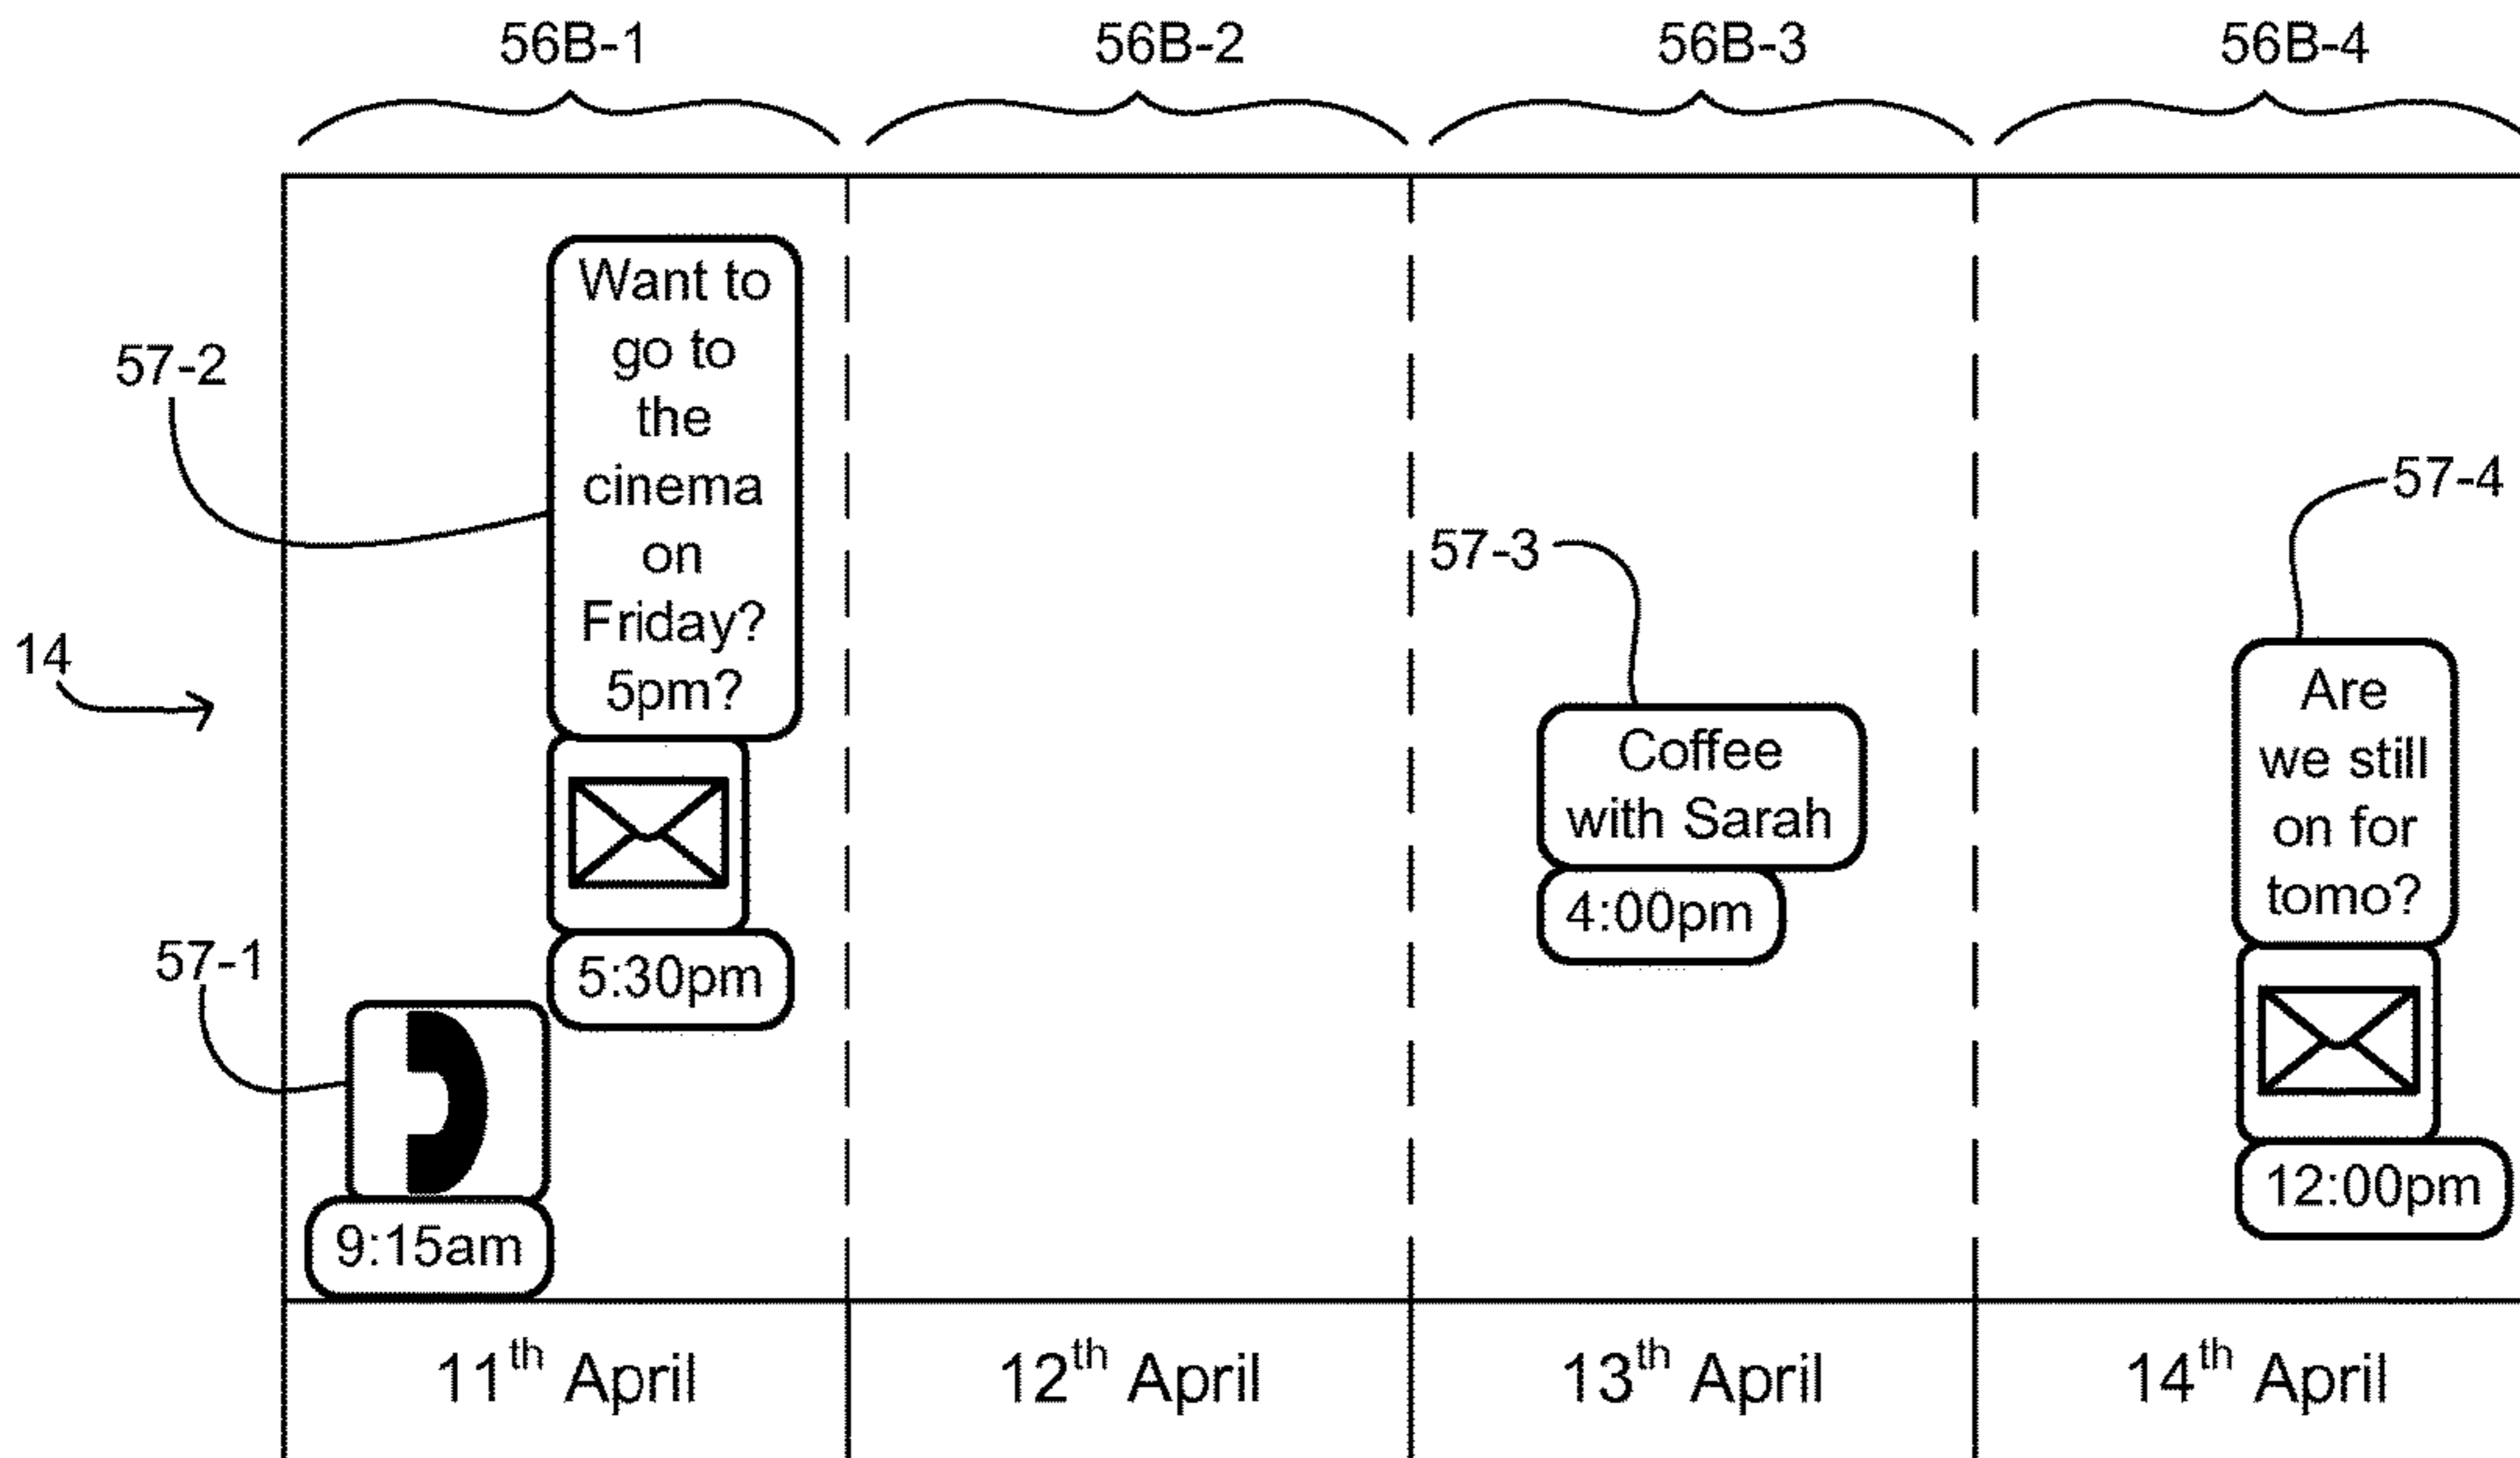 56B-1 56B-2 56B-3 56B-4
57-2
Want to
go to
the
cinema
on
Friday?
5pm?
5:30pm
14
57-1
9:15am
57-3
Coffee
with Sarah
4:00pm
57-4
Are
we still
on for
tomo?
12:00pm
11th April 12th April 13th April 14th April